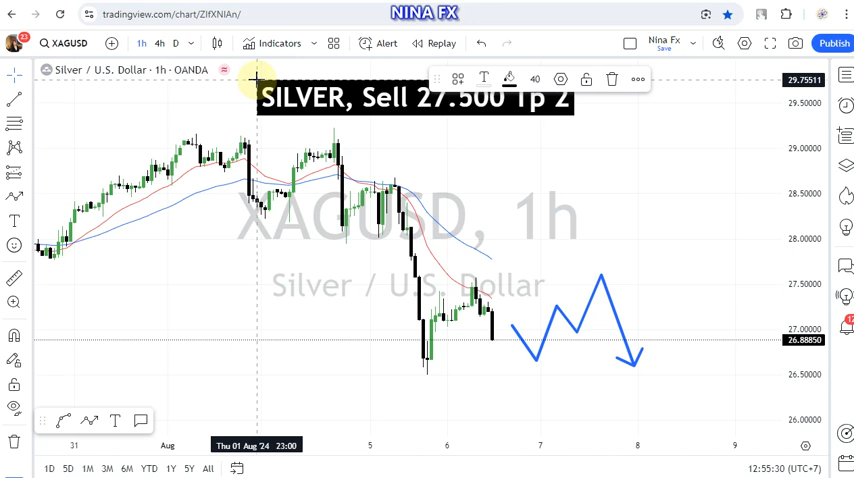 NINA FX
tradingview.com/chart/ZIfXNIAn/
23
XAGUSD
1h 4h D
Indicators
Alert
Replay
Nina Fx
Save
Publish
Silver / U.S. Dollar · 1h · OANDA
SILVER, Sell 27.500 Tp 2
40
XAGUSD, 1h
Silver / U.S. Dollar
29.75511
29.50000
29.00000
28.50000
28.00000
27.50000
27.00000
26.88850
26.50000
26.00000
31
Aug
Thu 01 Aug '24 23:00
5
6
7
8
9
1D 5D 1M 3M 6M YTD 1Y 5Y All
12:55:30 (UTC+7)